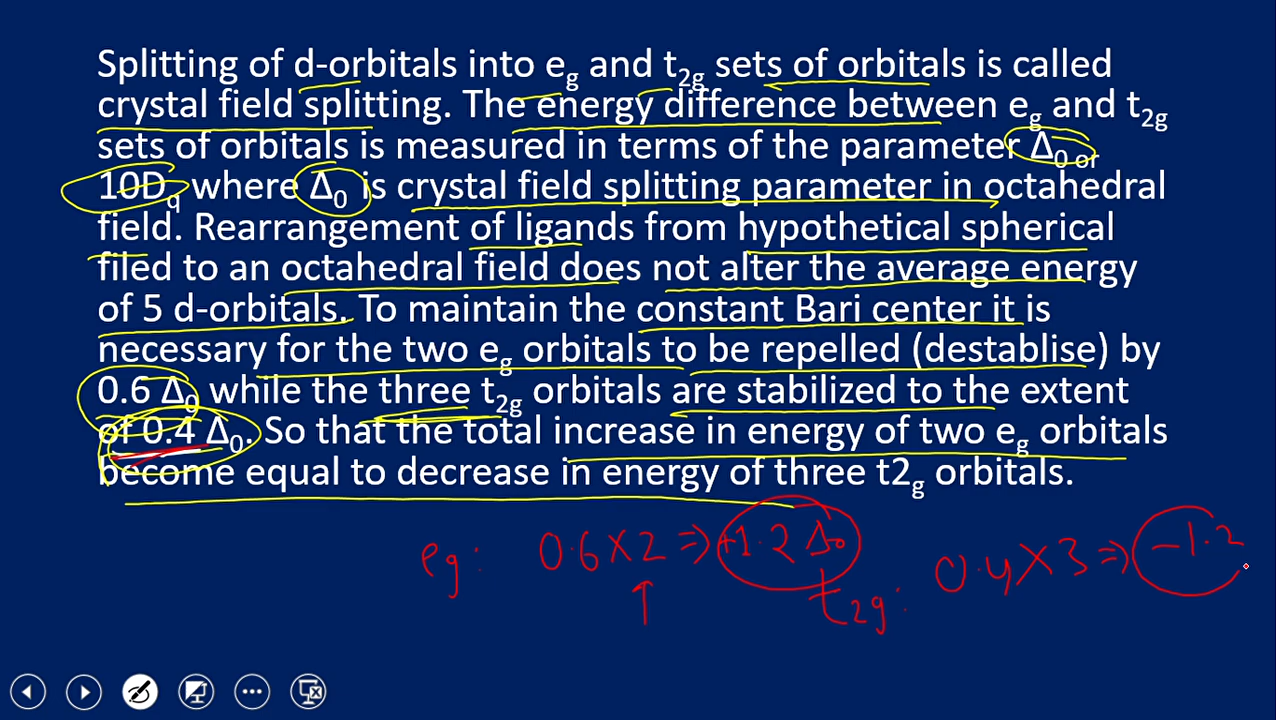 Splitting of d-orbitals into eg and t2g sets of orbitals is called
crystal field splitting. The energy difference between eg and t2g
sets of orbitals is measured in terms of the parameter Δ0 or
10Dq where Δ0 is crystal field splitting parameter in octahedral
field. Rearrangement of ligands from hypothetical spherical
filed to an octahedral field does not alter the average energy
of 5 d-orbitals. To maintain the constant Bari center it is
necessary for the two eg orbitals to be repelled (destablise) by
0.6 Δ0 while the three t2g orbitals are stabilized to the extent
of 0.4 Δ0. So that the total increase in energy of two eg orbitals
become equal to decrease in energy of three t2g orbitals.
eg: 0.6×2 ⇒ +1.2 Δ0
t2g: 0.4×3 ⇒ -1.2